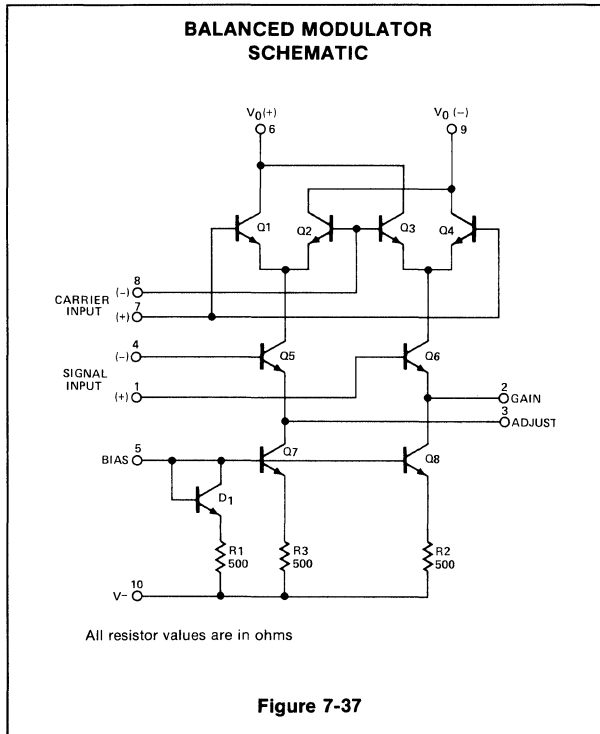 BALANCED MODULATOR
SCHEMATIC
V0(+)
6
V0(-)
9
Q1
Q2
Q3
Q4
8
(-)
CARRIER
INPUT
7
(+)
4
(-)
Q5
Q6
SIGNAL
INPUT
1
(+)
2
GAIN
3
ADJUST
5
BIAS
Q7
Q8
D1
R1
500
R3
500
R2
500
10
V-
All resistor values are in ohms
Figure 7-37